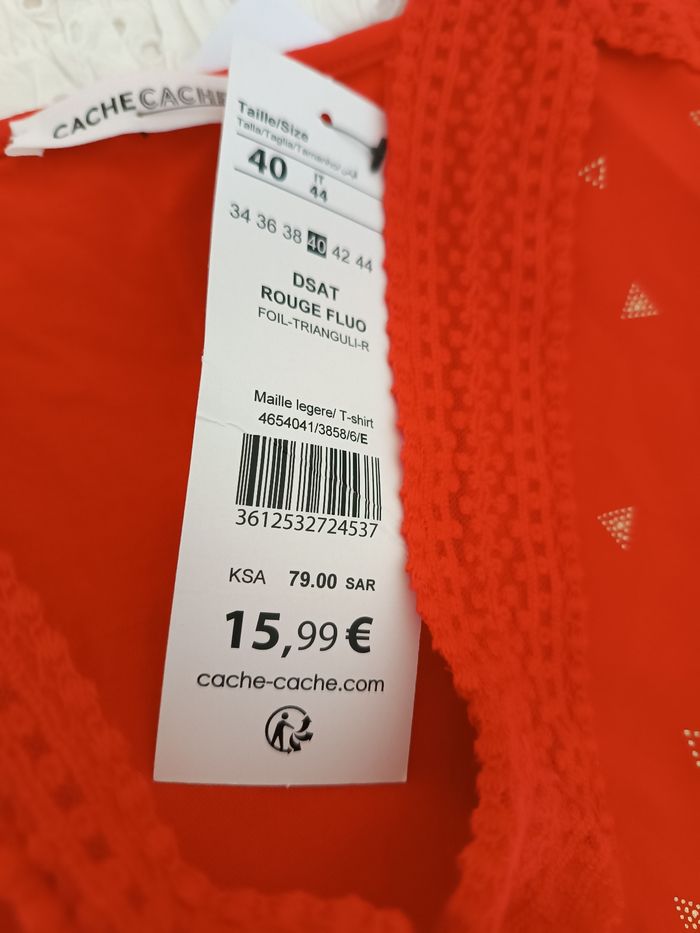 CACHECACHE
Taille/Size
Talla/Taglia/Tamanho/
40
IT
44
34 36 38 40 42 44
DSAT
ROUGE FLUO
FOIL-TRIANGULI-R
Maille legere/ T-shirt
4654041/3858/6/E
3612532724537
KSA 79.00 SAR
15,99 €
cache-cache.com